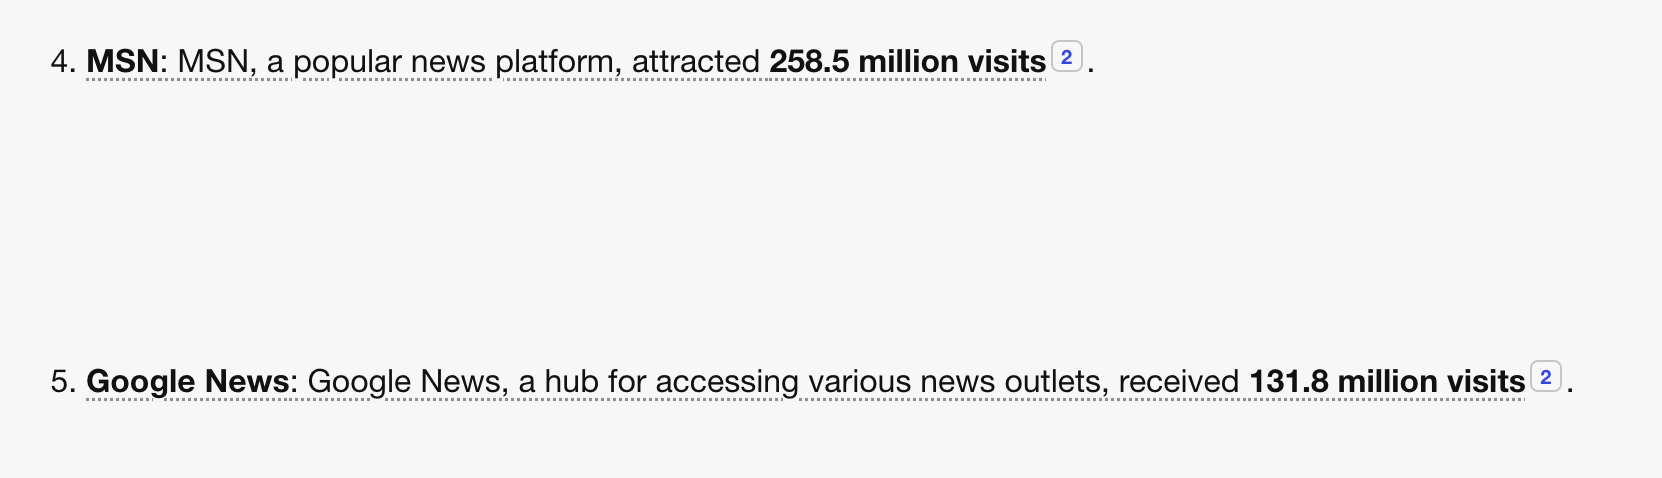 4. MSN: MSN, a popular news platform, attracted 258.5 million visits 2 .
5. Google News: Google News, a hub for accessing various news outlets, received 131.8 million visits 2 .